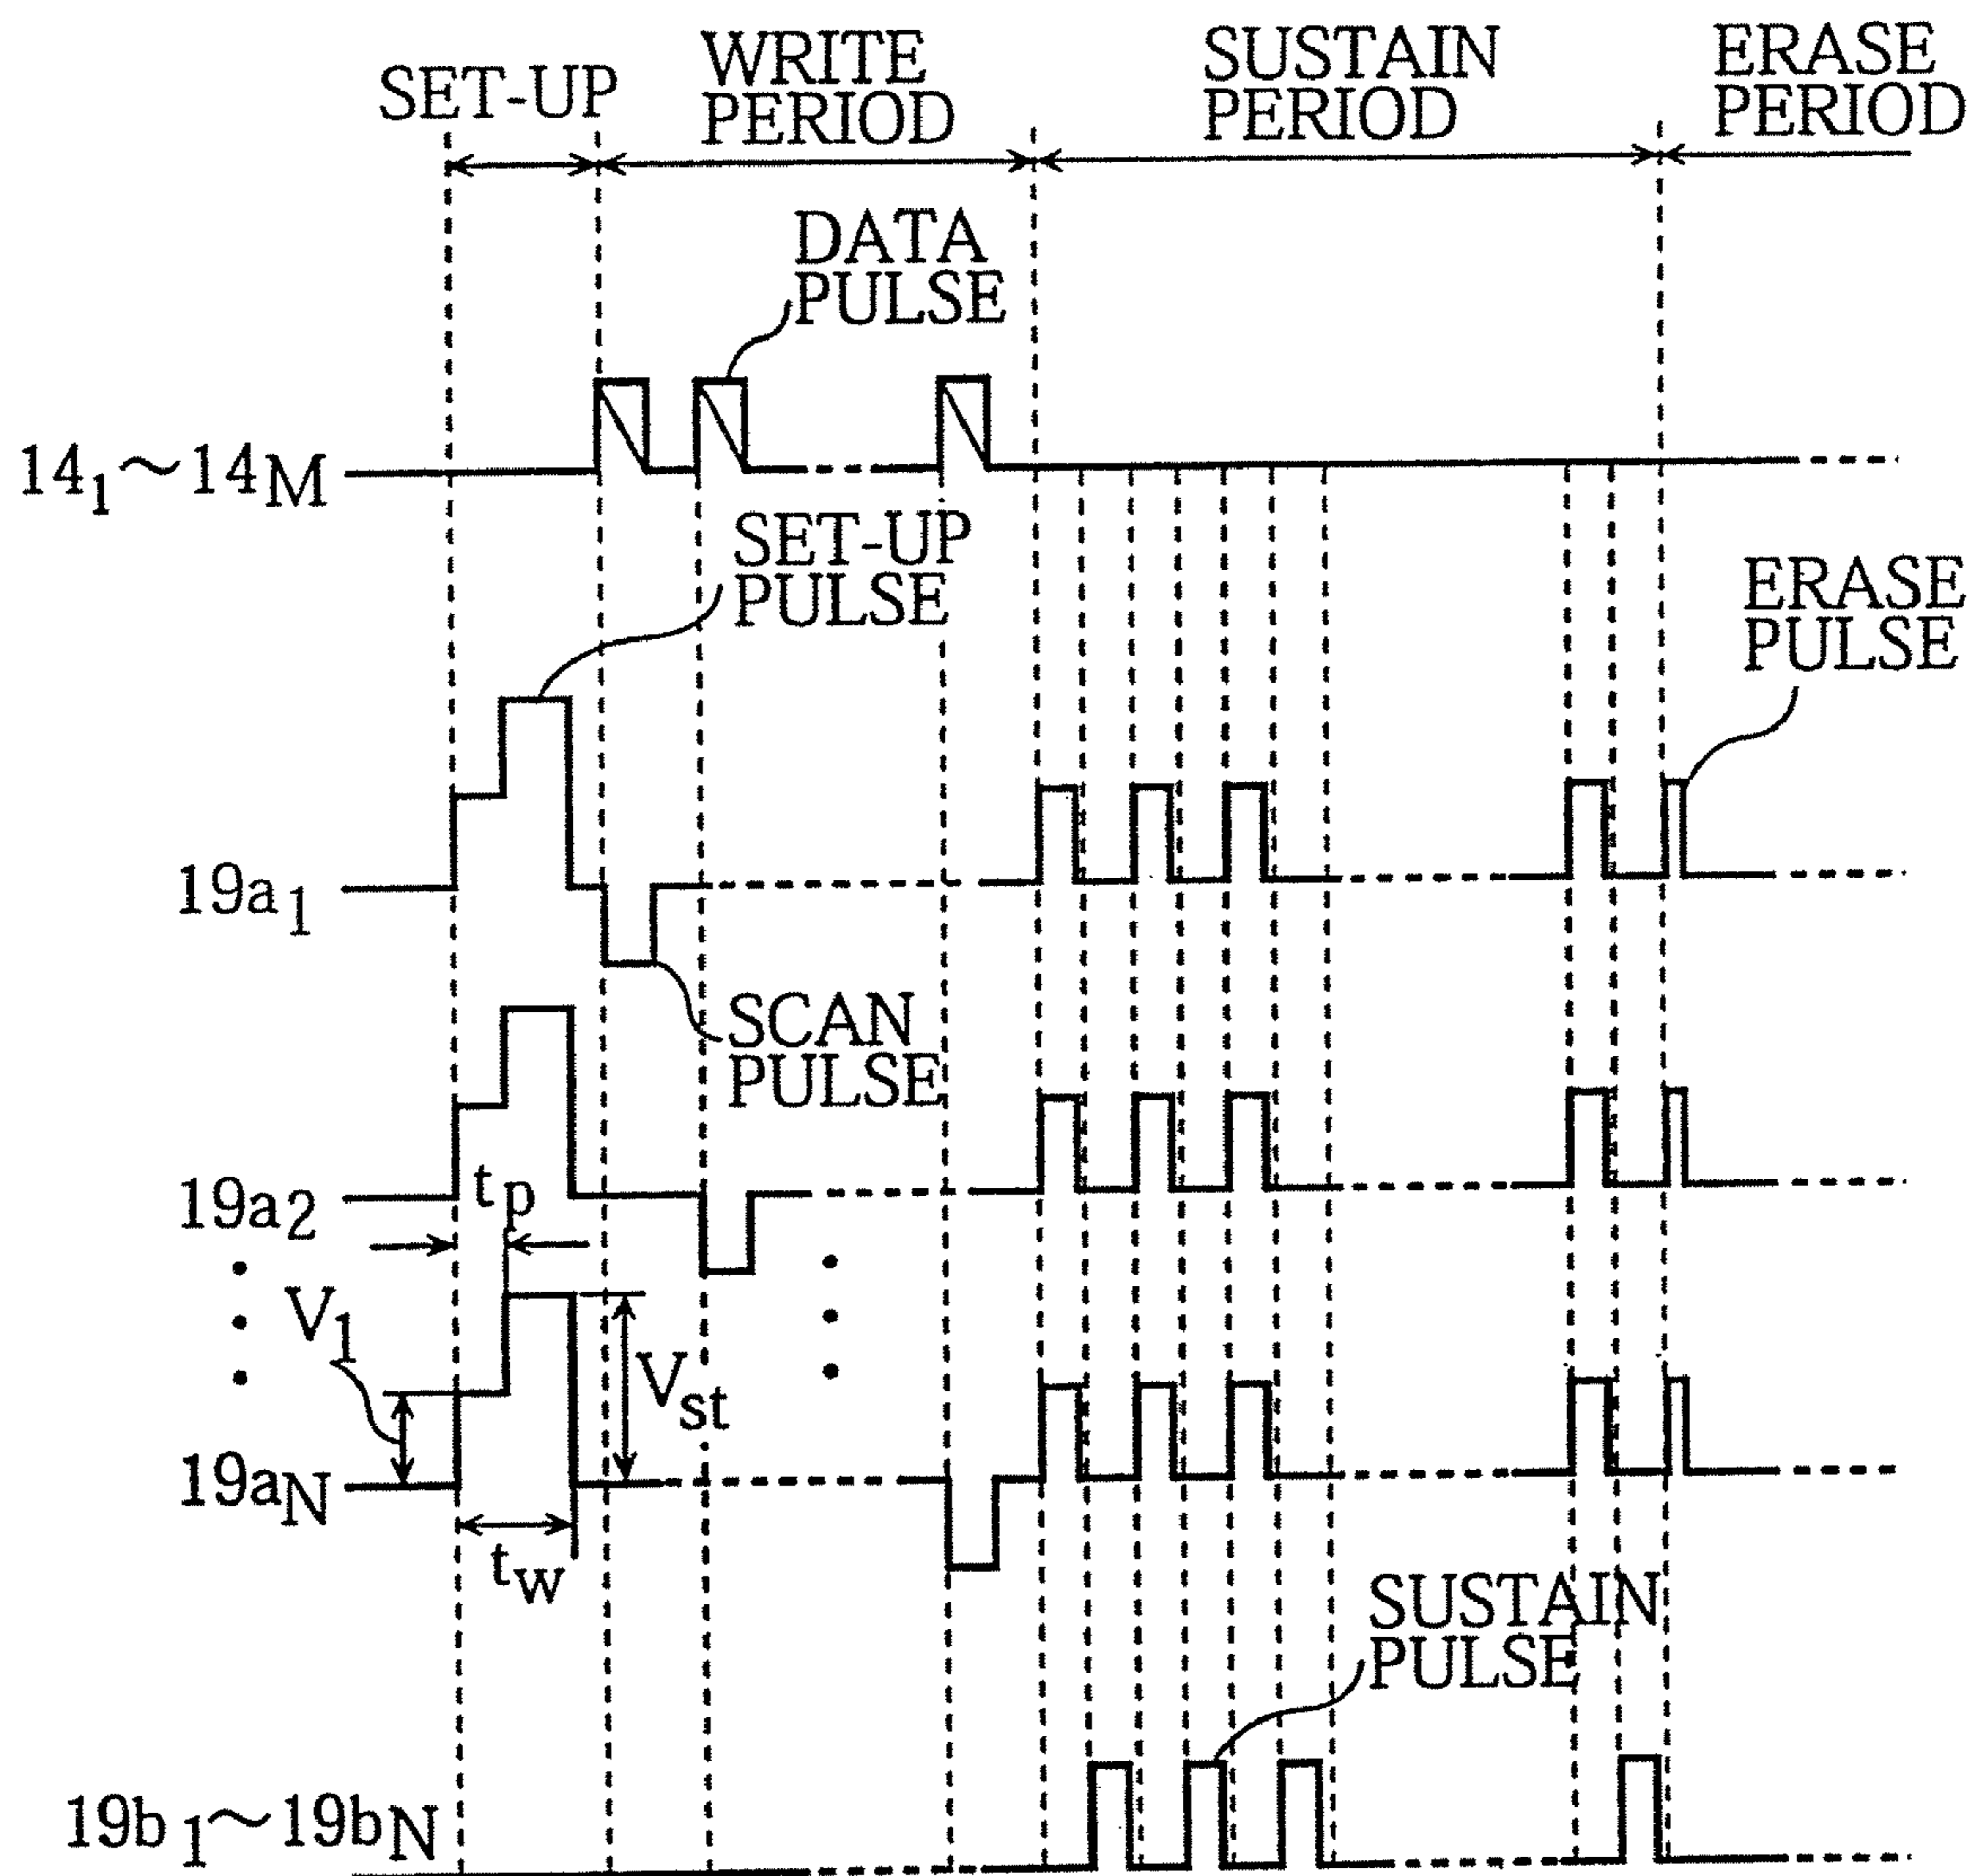 SET-UP
WRITE
PERIOD
SUSTAIN
PERIOD
ERASE
PERIOD
DATA
PULSE
14₁~14M
SET-UP
PULSE
ERASE
PULSE
19a₁
SCAN
PULSE
19a₂
tp
V₁
Vst
19aN
tw
SUSTAIN
PULSE
19b₁~19bN